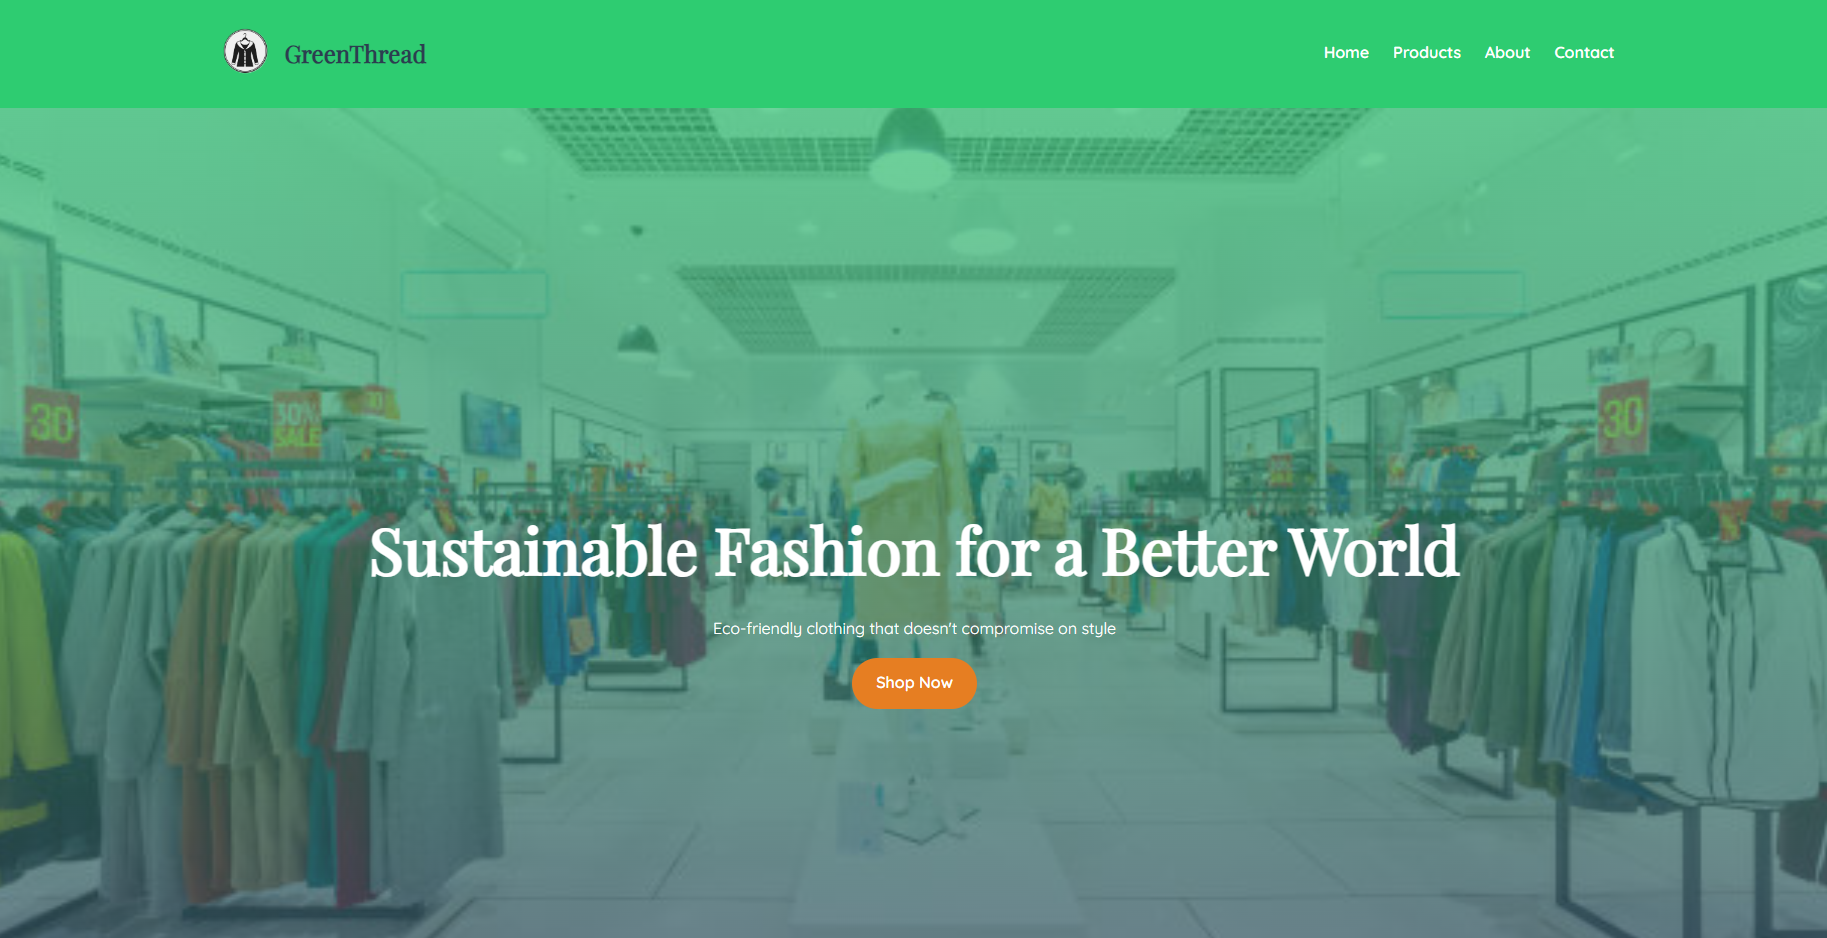 GreenThread
Home Products About Contact
30
30%
SALE
30
Sustainable Fashion for a Better World
Eco-friendly clothing that doesn't compromise on style
Shop Now